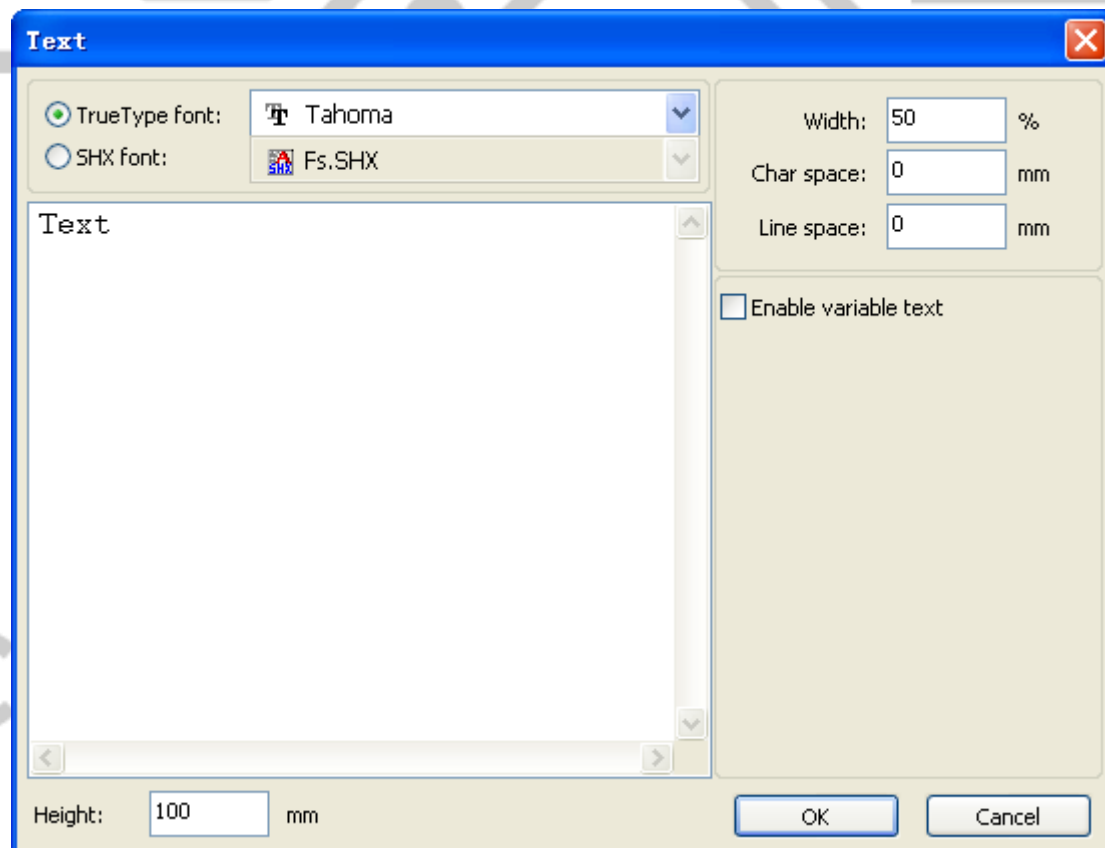 Text
TrueType font: Tahoma
SHX font: SHX Fs.SHX
Width: 50 %
Char space: 0 mm
Line space: 0 mm
Text
Enable variable text
Height: 100 mm
OK Cancel